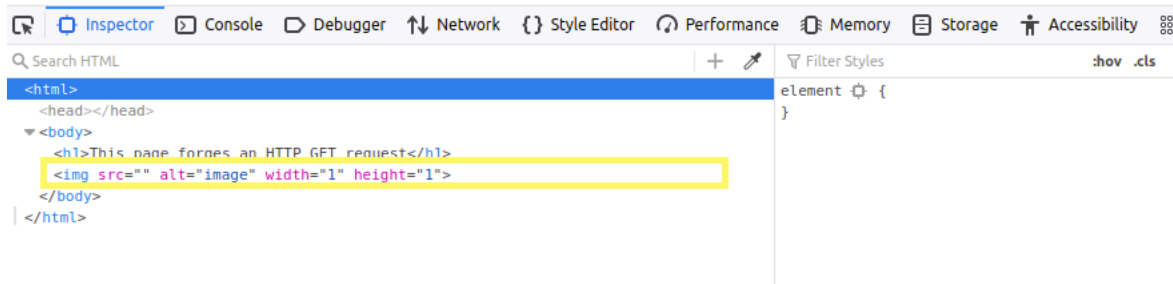 Inspector Console Debugger Network {} Style Editor Performance Memory Storage Accessibility
Search HTML + Filter Styles :hov .cls
<html> element {
<head></head> }
<body>
<h1>This page forges an HTTP GET request</h1>
<img src="" alt="image" width="1" height="1">
</body>
</html>